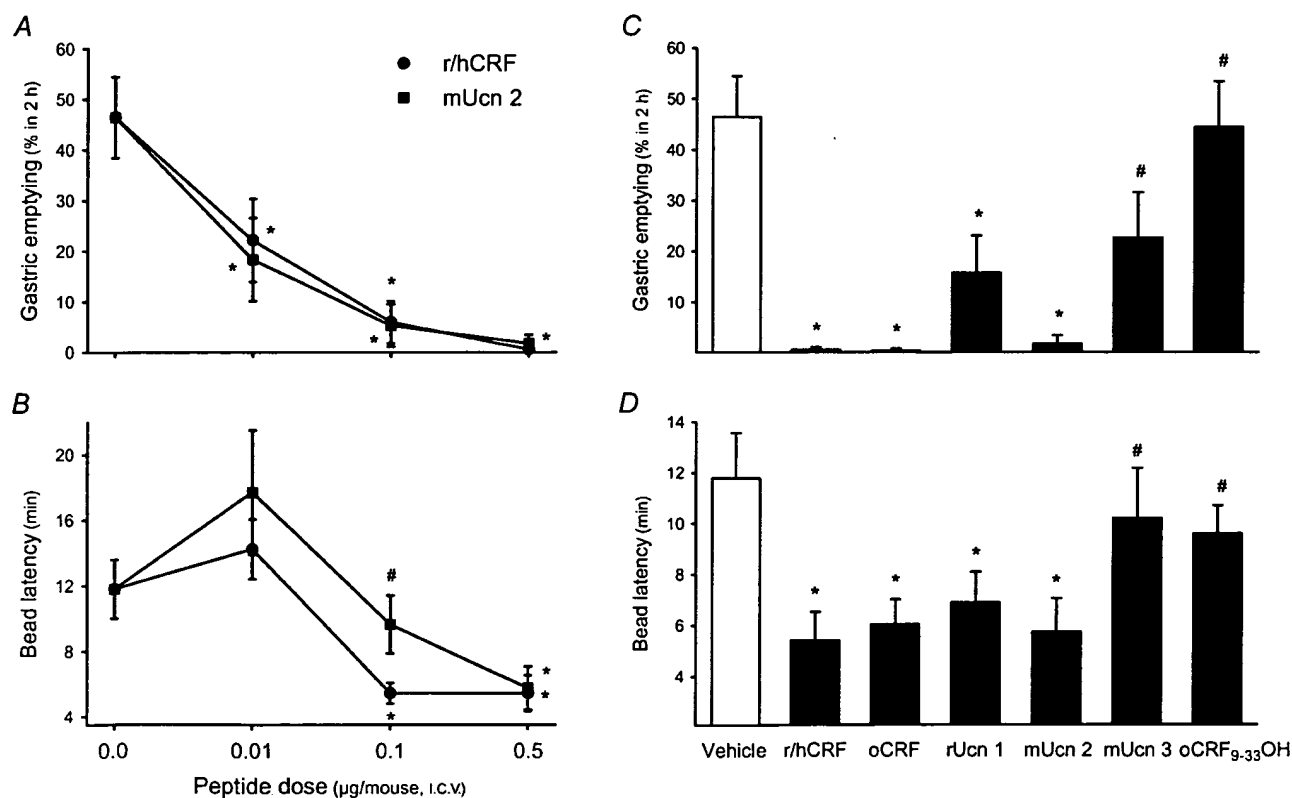 A
60
50
40
30
20
10
0
Gastric emptying (% in 2 h)
r/hCRF
mUcn 2
*
*
*
*
*
B
20
16
12
8
4
Bead latency (min)
#
*
*
*
0.0 0.01 0.1 0.5
Peptide dose (µg/mouse, I.C.V.)
C
60
50
40
30
20
10
Gastric emptying (% in 2 h)
* * * * # #
D
14
12
10
8
6
4
Bead latency (min)
* * * * # #
Vehicle r/hCRF oCRF rUcn 1 mUcn 2 mUcn 3 oCRF9-33OH